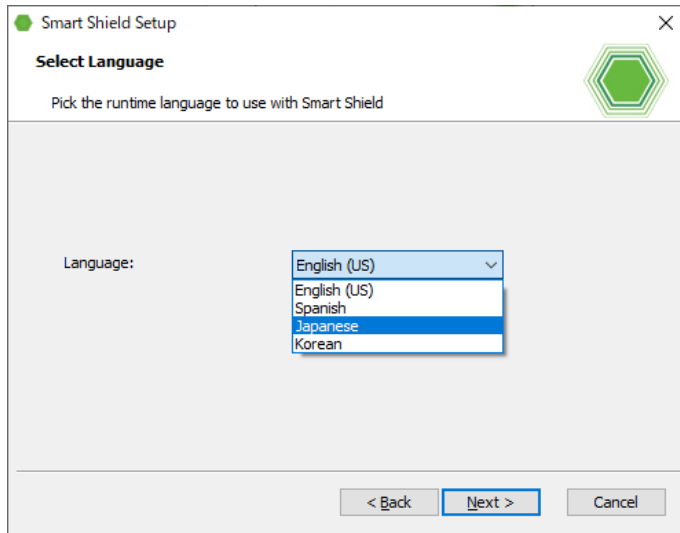 Smart Shield Setup
Select Language
Pick the runtime language to use with Smart Shield
Language:
English (US)
English (US)
Spanish
Japanese
Korean
< Back
Next >
Cancel